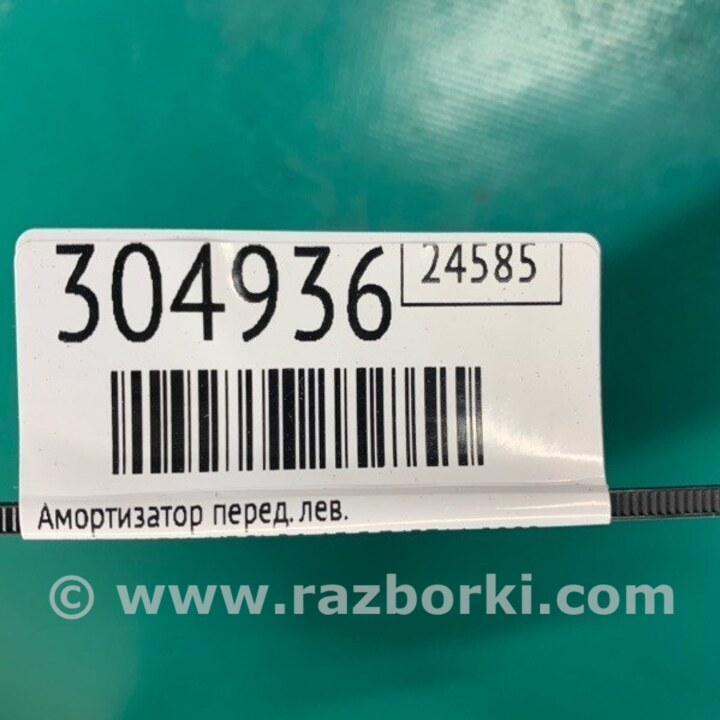 304936
24585
Амортизатор перед. лев.
© www.razborki.com